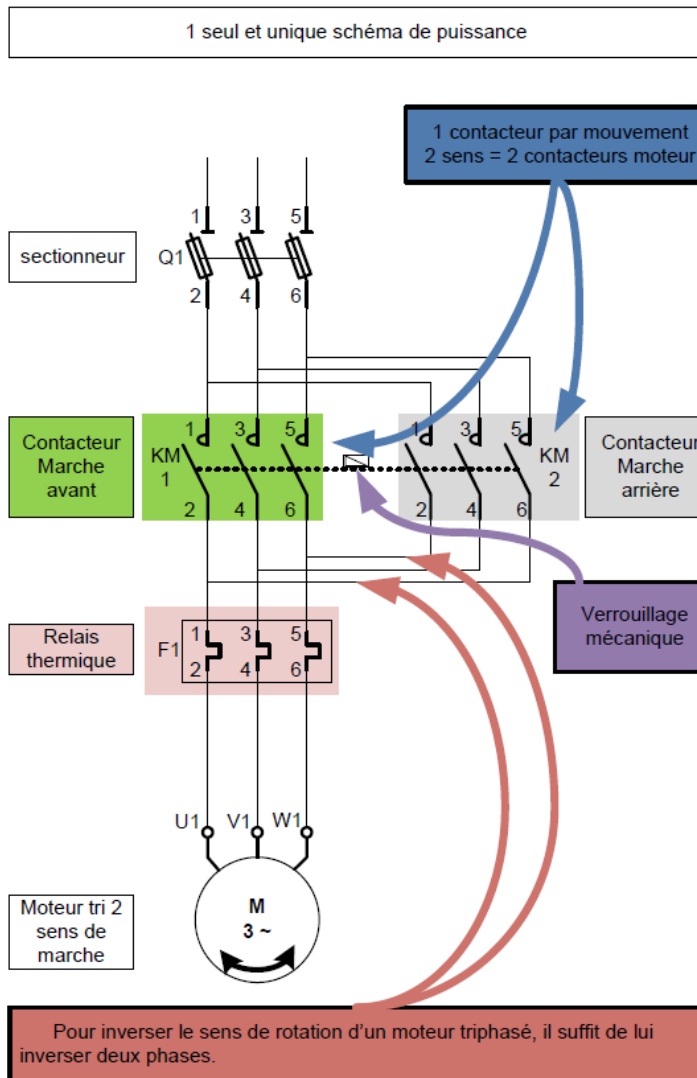 1 seul et unique schéma de puissance
1 contacteur par mouvement
2 sens = 2 contacteurs moteur
1 3 5
sectionneur
Q1
2 4 6
Contacteur
Marche
avant
KM
1
1 3 5
2 4 6
1 3 5
KM
2
2 4 6
Contacteur
Marche
arrière
Verrouillage
mécanique
Relais
thermique
F1
1 3 5
2 4 6
U1 V1 W1
M
3 ~
Moteur tri 2
sens de
marche
Pour inverser le sens de rotation d'un moteur triphasé, il suffit de lui
inverser deux phases.